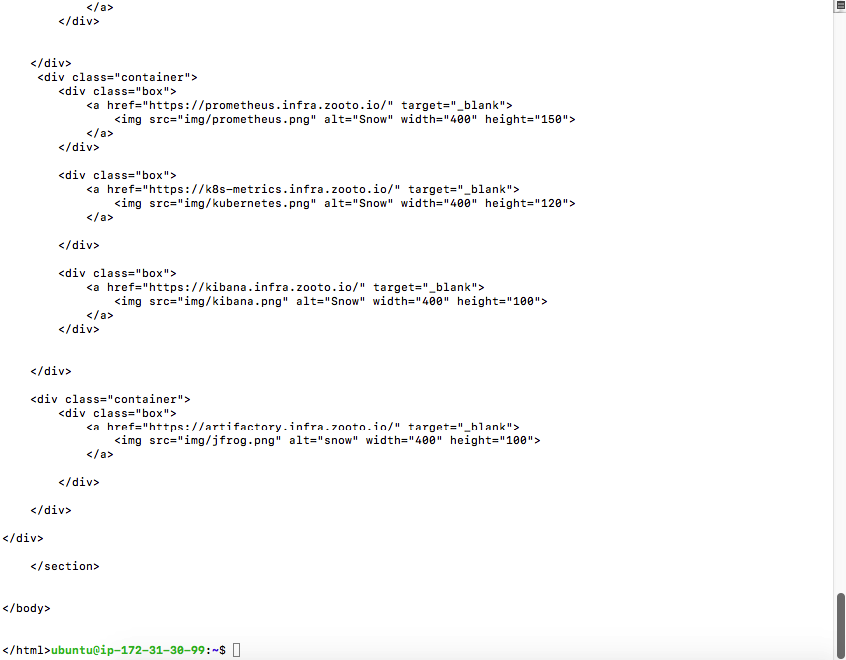 </a>
</div>
</div>
<div class="container">
<div class="box">
<a href="https://prometheus.infra.zooto.io/" target="_blank">
<img src="img/prometheus.png" alt="Snow" width="400" height="150">
</a>
</div>
<div class="box">
<a href="https://k8s-metrics.infra.zooto.io/" target="_blank">
<img src="img/kubernetes.png" alt="Snow" width="400" height="120">
</a>
</div>
<div class="box">
<a href="https://kibana.infra.zooto.io/" target="_blank">
<img src="img/kibana.png" alt="Snow" width="400" height="100">
</a>
</div>
</div>
<div class="container">
<div class="box">
<a href="https://artifactory.infra.zooto.io/" target="_blank">
<img src="img/jfrog.png" alt="snow" width="400" height="100">
</a>
</div>
</div>
</div>
</section>
</body>
</html>ubuntu@ip-172-31-30-99:~$